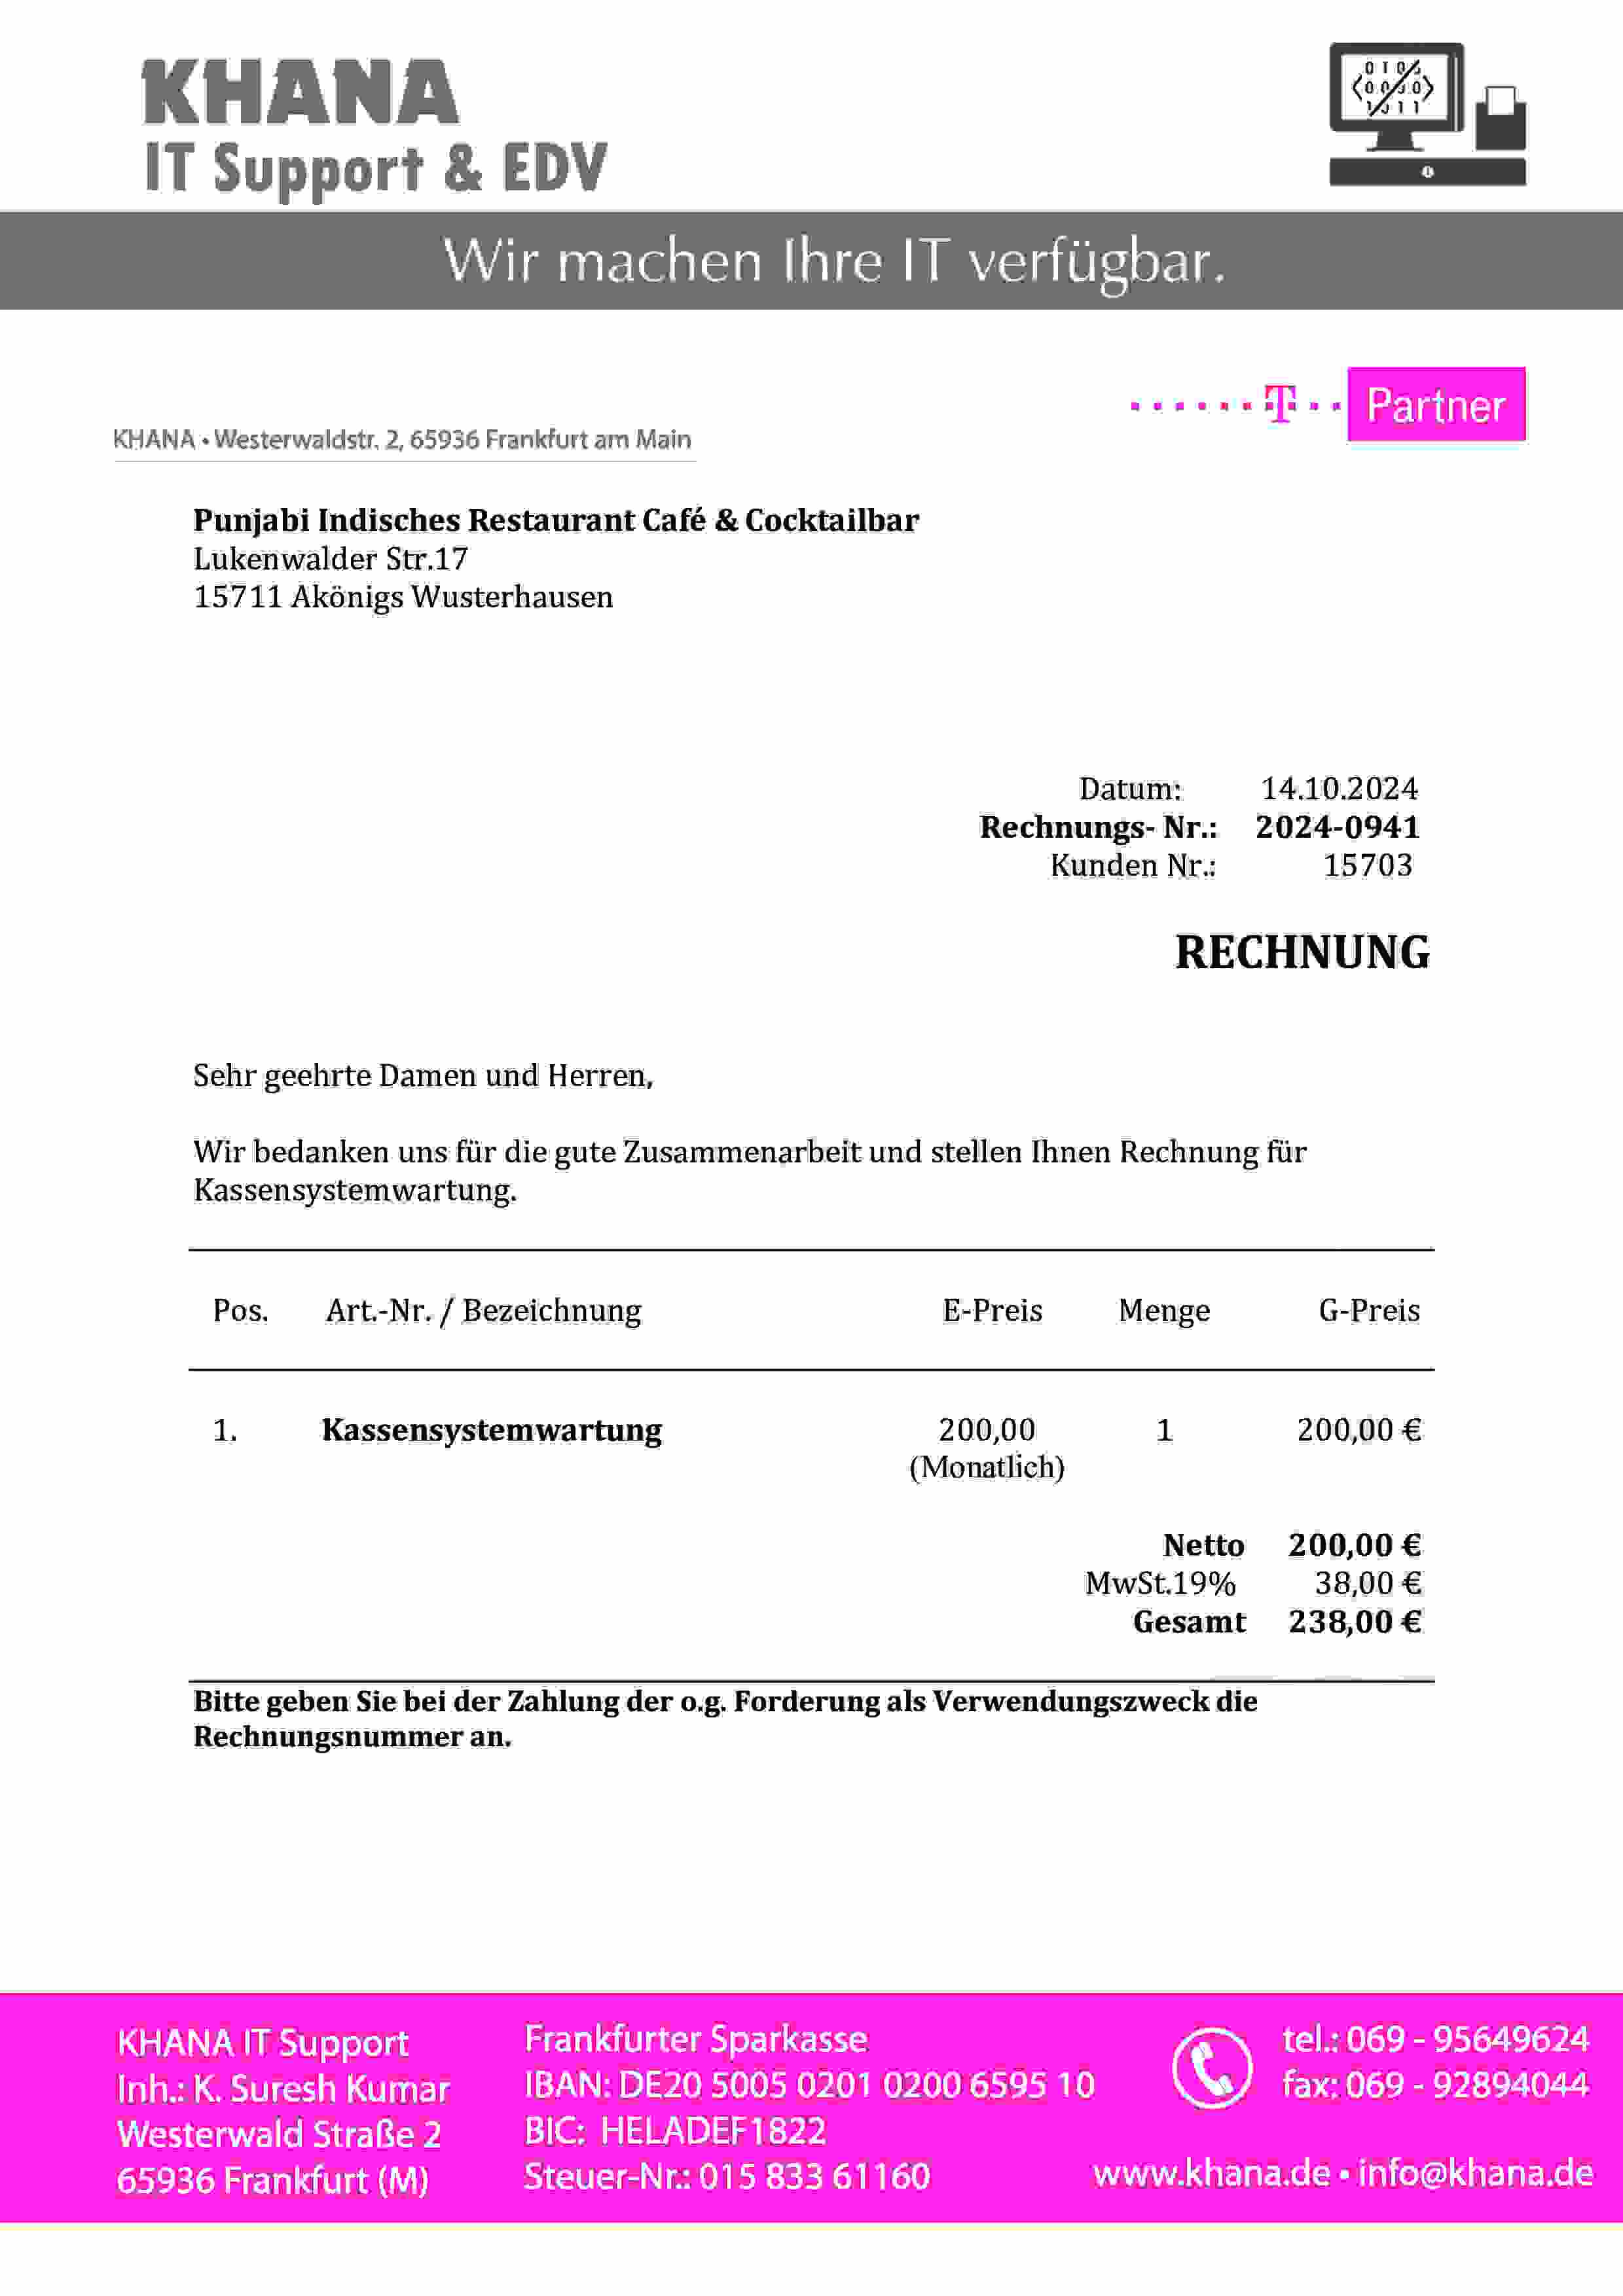 KHANA
IT Support & EDV
Wir machen Ihre IT verfügbar.
T Partner
KHANA • Westerwaldstr. 2, 65936 Frankfurt am Main
Punjabi Indisches Restaurant Café & Cocktailbar
Lukenwalder Str.17
15711 Akönigs Wusterhausen
Datum: 14.10.2024
Rechnungs- Nr.: 2024-0941
Kunden Nr.: 15703
RECHNUNG
Sehr geehrte Damen und Herren,
Wir bedanken uns für die gute Zusammenarbeit und stellen Ihnen Rechnung für
Kassensystemwartung.
Pos. Art.-Nr. / Bezeichnung E-Preis Menge G-Preis
1. Kassensystemwartung 200,00 1 200,00 €
(Monatlich)
Netto 200,00 €
MwSt.19% 38,00 €
Gesamt 238,00 €
Bitte geben Sie bei der Zahlung der o.g. Forderung als Verwendungszweck die
Rechnungsnummer an.
KHANA IT Support
Inh.: K. Suresh Kumar
Westerwald Straße 2
65936 Frankfurt (M)
Frankfurter Sparkasse
IBAN: DE20 5005 0201 0200 6595 10
BIC: HELADEF1822
Steuer-Nr.: 015 833 61160
tel.: 069 - 95649624
fax: 069 - 92894044
www.khana.de • info@khana.de